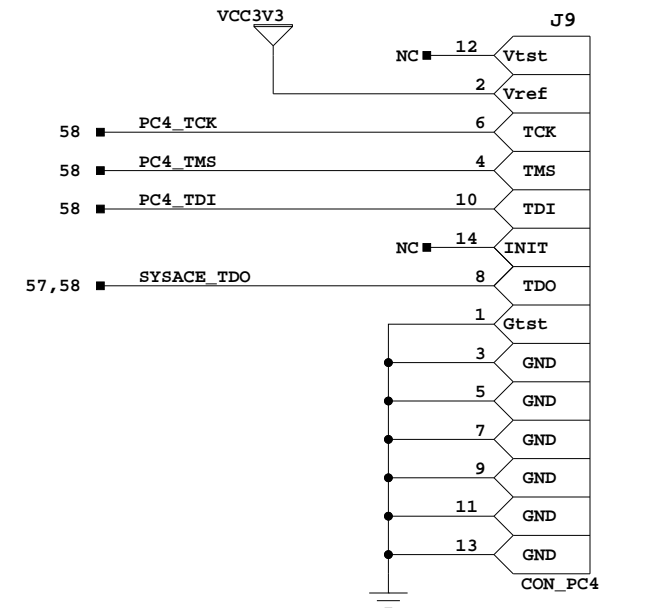 VCC3V3
J9
NC 12 Vtst
2 Vref
58 PC4_TCK 6 TCK
58 PC4_TMS 4 TMS
58 PC4_TDI 10 TDI
NC 14 INIT
57,58 SYSACE_TDO 8 TDO
1 Gtst
3 GND
5 GND
7 GND
9 GND
11 GND
13 GND
CON_PC4